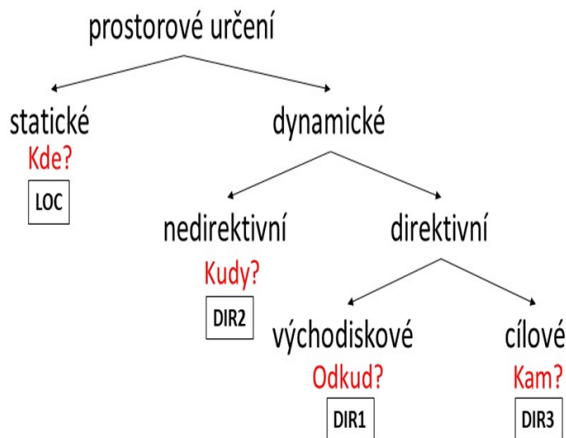 prostorové určení
statické
Kde?
LOC
dynamické
nedirektivní
Kudy?
DIR2
direktivní
východiskové
Odkud?
DIR1
cílové
Kam?
DIR3